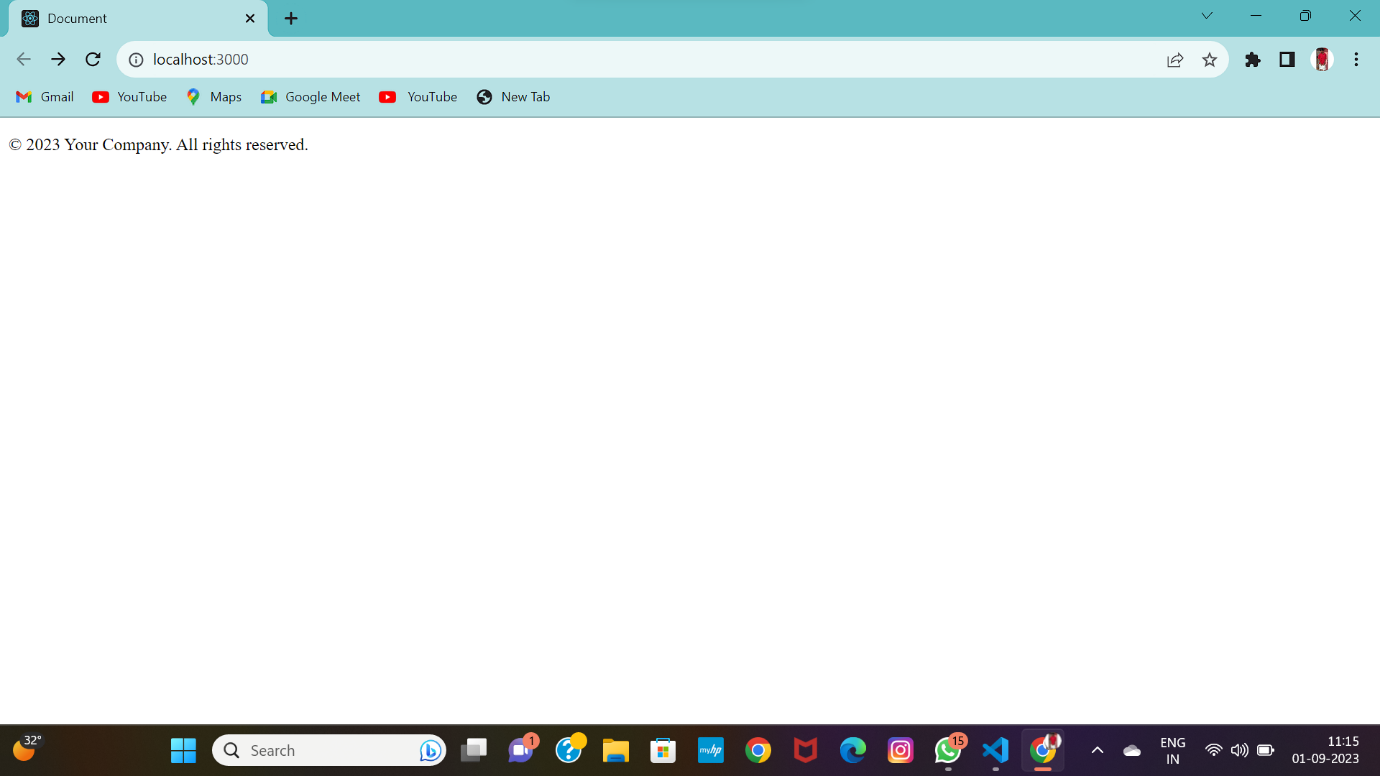 Document
localhost:3000
Gmail YouTube Maps Google Meet YouTube New Tab
© 2023 Your Company. All rights reserved.
32°
Search
1
myhp
15
ENG
IN
11:15
01-09-2023